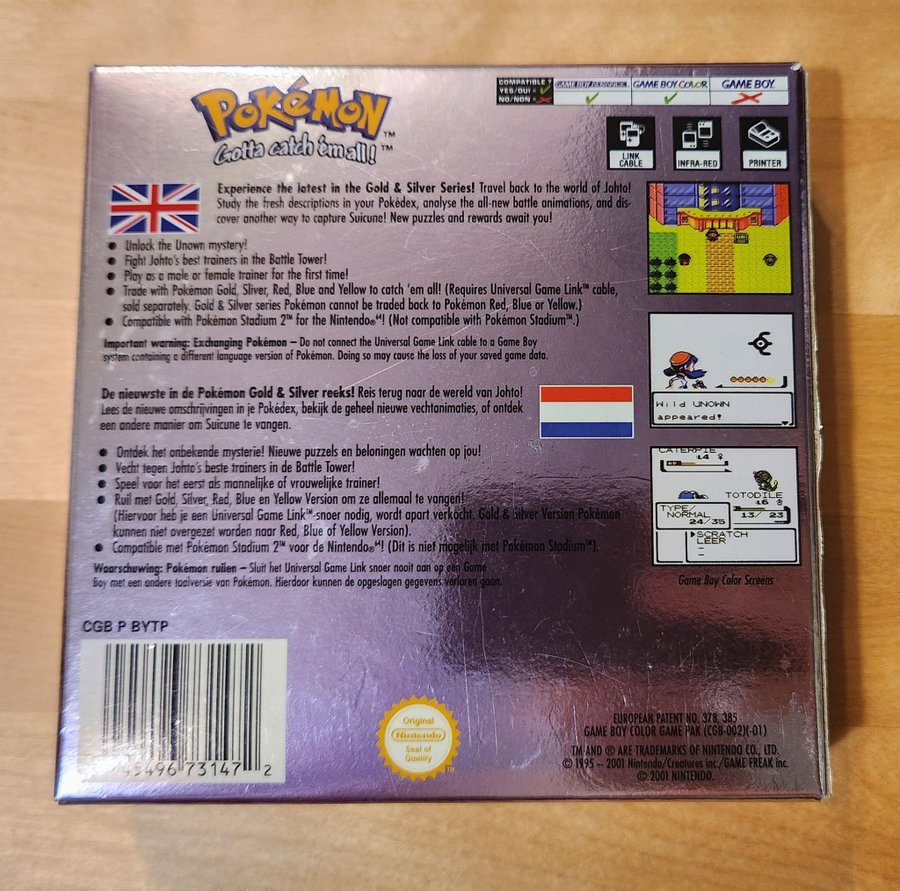 POKéMON™
Gotta catch 'em all!™
COMPATIBLE ?
YES/OUI : ✓
NO/NON : ✗
GAME BOY ADVANCE
GAME BOY COLOR
GAME BOY
LINK
CABLE
INFRA-RED
PRINTER
Experience the latest in the Gold & Silver Series! Travel back to the world of Johto!
Study the fresh descriptions in your Pokédex, analyse the all-new battle animations, and dis-
cover another way to capture Suicune! New puzzles and rewards await you!
● Unlock the Unown mystery!
● Fight Johto's best trainers in the Battle Tower!
● Play as a male or female trainer for the first time!
● Trade with Pokémon Gold, Sliver, Red, Blue and Yellow to catch 'em all! (Requires Universal Game Link™ cable,
sold separately. Gold & Silver series Pokémon cannot be traded back to Pokémon Red, Blue or Yellow.)
● Compatible with Pokémon Stadium 2™ for the Nintendo®⁶⁴! (Not compatible with Pokémon Stadium™.)
Important warning: Exchanging Pokémon – Do not connect the Universal Game Link cable to a Game Boy
system containing a different language version of Pokémon. Doing so may cause the loss of your saved game data.
De nieuwste in de Pokémon Gold & Silver reeks! Reis terug naar de wereld van Johto!
Lees de nieuwe omschrijvingen in je Pokédex, bekijk de geheel nieuwe vechtanimaties, en ontdek
een andere manier om Suicune te vangen.
● Ontdek het onbekende mysterie! Nieuwe puzzels en beloningen wachten op jou!
● Vecht tegen Johto's beste trainers in de Battle Tower!
● Speel voor het eerst als mannelijke of vrouwelijke trainer!
● Ruil met Gold, Silver, Red, Blue en Yellow Version om ze allemaal te vangen!
(Hiervoor heb je een Universal Game Link™-snoer nodig, wordt apart verkocht. Gold & Silver Version Pokémon
kunnen niet overgezet worden naar Red, Blue of Yellow Version).
● Compatible met Pokémon Stadium 2™ voor de Nintendo®⁶⁴! (Dit is niet mogelijk met Pokémon Stadium™).
Waarschuwing: Pokémon ruilen – Sluit het Universal Game Link snoer nooit aan op een Game
Boy met een andere taalversie van Pokémon. Hierdoor kunnen de opgeslagen gegevens verloren gaan.
Wild UNOWN
appeared!
CATERPIE
:L4 ♀
TOTODILE
:L6 ♂
13/ 23
TYPE/
NORMAL
24/35
▶SCRATCH
LEER
–
–
Game Boy Color Screens
CGB P BYTP
45496 73147 2
Original
Nintendo
Seal of
Quality
TM
EUROPEAN PATENT NO. 378, 385
GAME BOY COLOR GAME PAK (CGB-002)(-01)
TM AND ® ARE TRADEMARKS OF NINTENDO CO., LTD.
© 1995 – 2001 Nintendo/Creatures inc./GAME FREAK inc.
© 2001 NINTENDO.